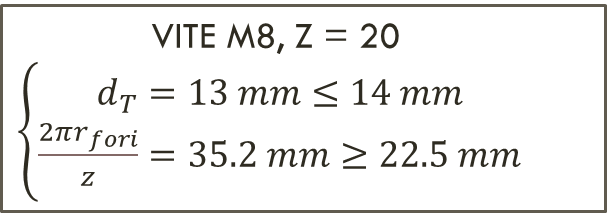 VITE M8, Z = 20
d_T = 13 mm ≤ 14 mm
2πr_fori / z = 35.2 mm ≥ 22.5 mm